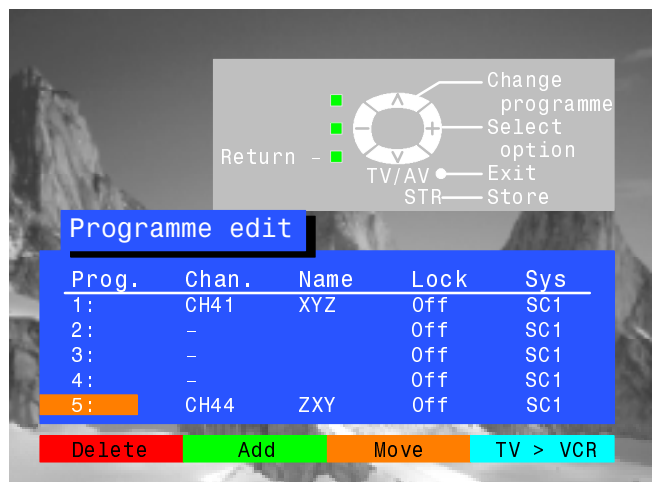 Change
programme
Select
option
Return –
TV/AV Exit
STR Store
Programme edit
Prog. Chan. Name Lock Sys
1: CH41 XYZ Off SC1
2: – Off SC1
3: – Off SC1
4: – Off SC1
5: CH44 ZXY Off SC1
Delete Add Move TV > VCR